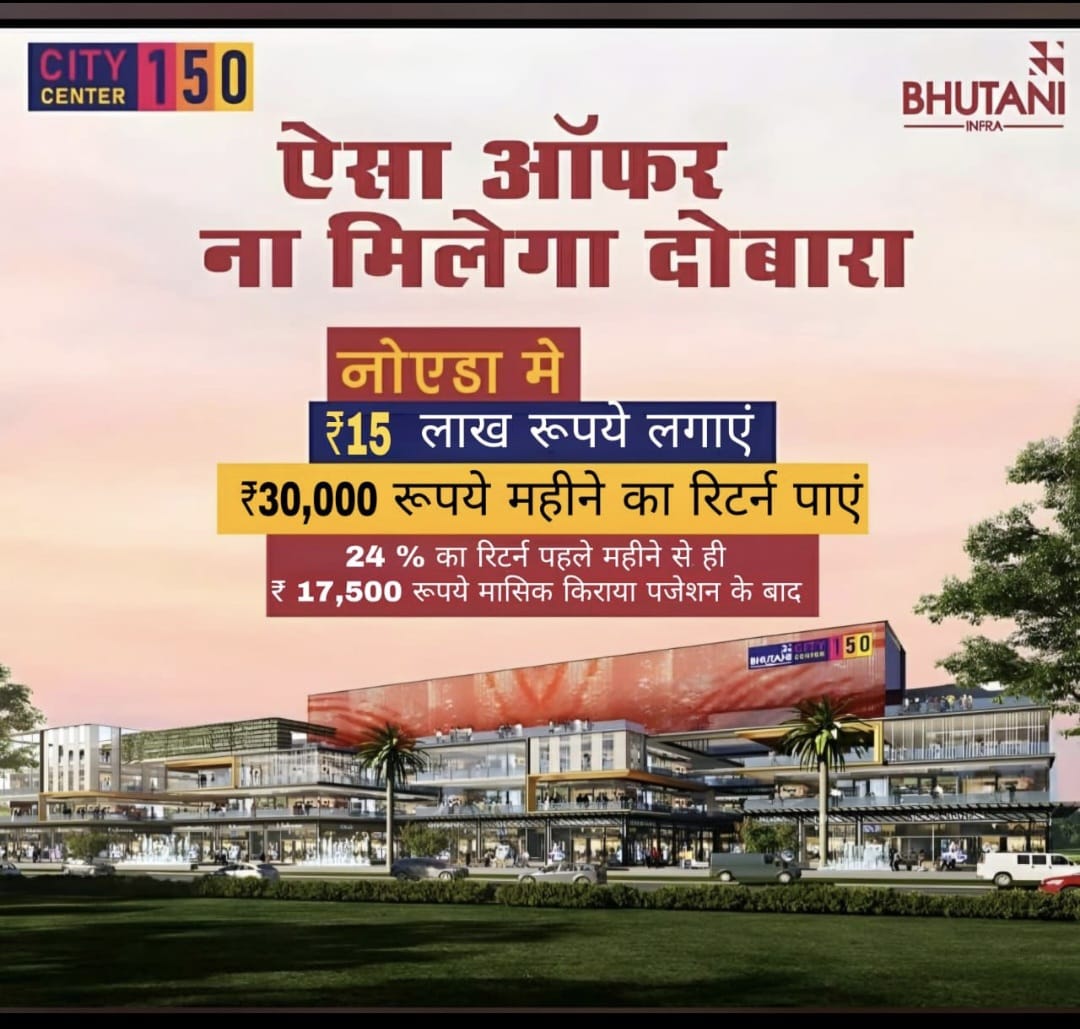 CITY
CENTER
150
BHUTANI
INFRA
ऐसा ऑफर
ना मिलेगा दोबारा
नोएडा मे
₹15 लाख रूपये लगाएं
₹30,000 रूपये महीने का रिटर्न पाएं
24 % का रिटर्न पहले महीने से ही
₹ 17,500 रूपये मासिक किराया पजेशन के बाद
BHUTANI CITY CENTER 150